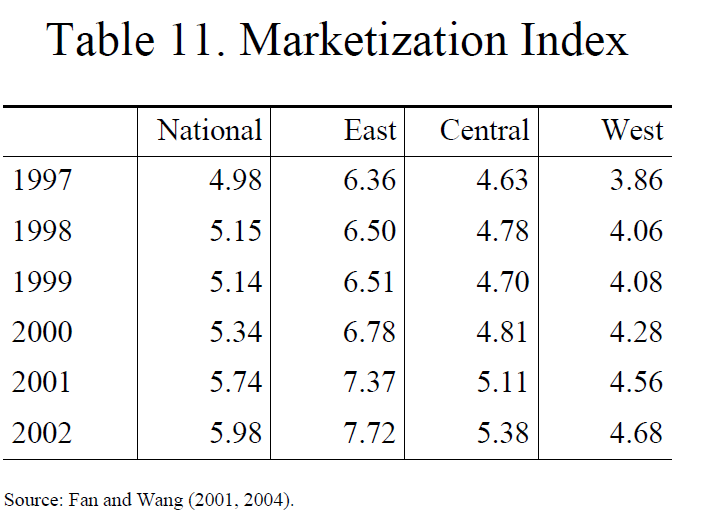 Table 11. Marketization Index
National East Central West
1997 4.98 6.36 4.63 3.86
1998 5.15 6.50 4.78 4.06
1999 5.14 6.51 4.70 4.08
2000 5.34 6.78 4.81 4.28
2001 5.74 7.37 5.11 4.56
2002 5.98 7.72 5.38 4.68
Source: Fan and Wang (2001, 2004).